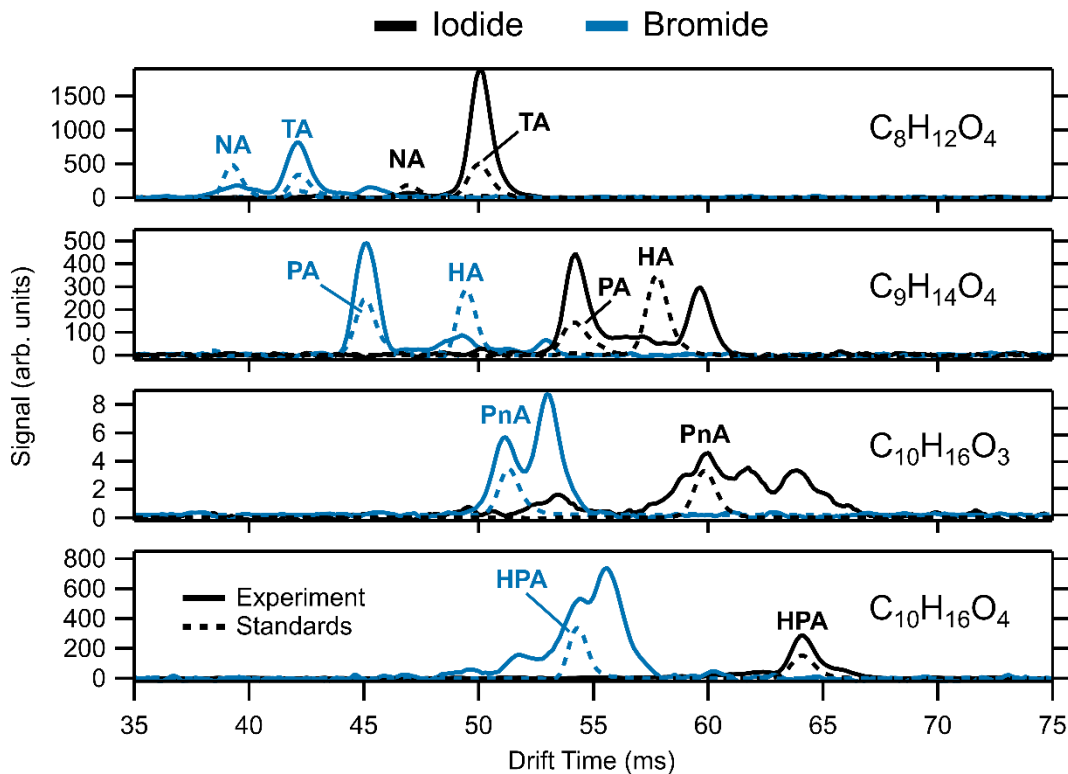 Iodide Bromide
1500
1000
500
0
NA TA NA TA
C8H12O4
500
400
300
200
100
0
PA HA PA HA
C9H14O4
8
6
4
2
0
PnA PnA
C10H16O3
800
600
400
200
0
HPA HPA
C10H16O4
Experiment
Standards
35 40 45 50 55 60 65 70 75
Drift Time (ms)
Signal (arb. units)